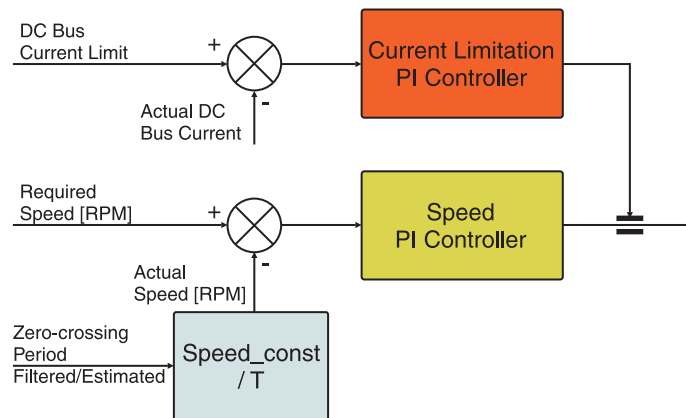 DC Bus
Current Limit
+
Current Limitation
PI Controller
-
Actual DC
Bus Current
Required
Speed [RPM]
+
Speed
PI Controller
-
Actual
Speed [RPM]
Zero-crossing
Period
Filtered/Estimated
Speed_const
/ T